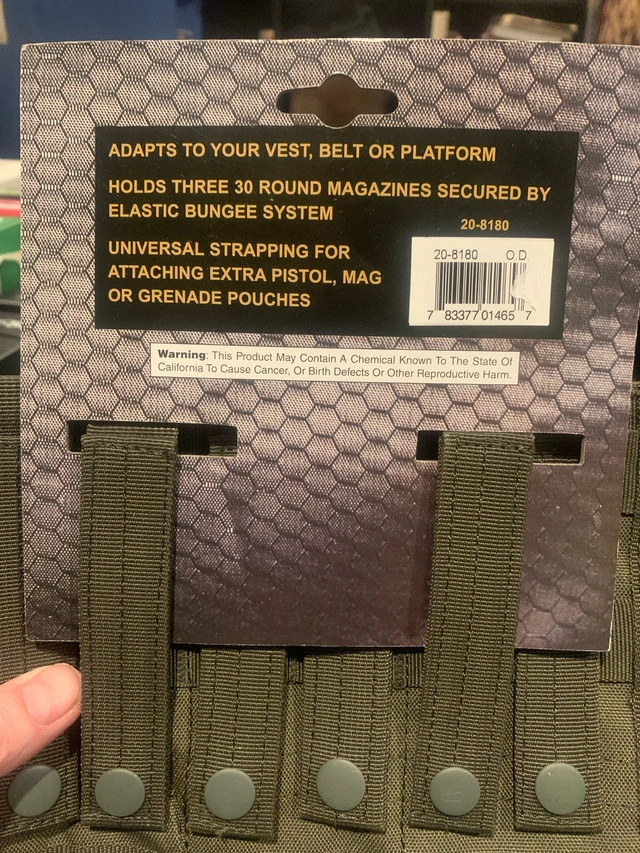 ADAPTS TO YOUR VEST, BELT OR PLATFORM
HOLDS THREE 30 ROUND MAGAZINES SECURED BY
ELASTIC BUNGEE SYSTEM
20-8180
UNIVERSAL STRAPPING FOR
ATTACHING EXTRA PISTOL, MAG
OR GRENADE POUCHES
20-8180 O.D.
7 83377 01465 7
Warning: This Product May Contain A Chemical Known To The State Of
California To Cause Cancer, Or Birth Defects Or Other Reproductive Harm.